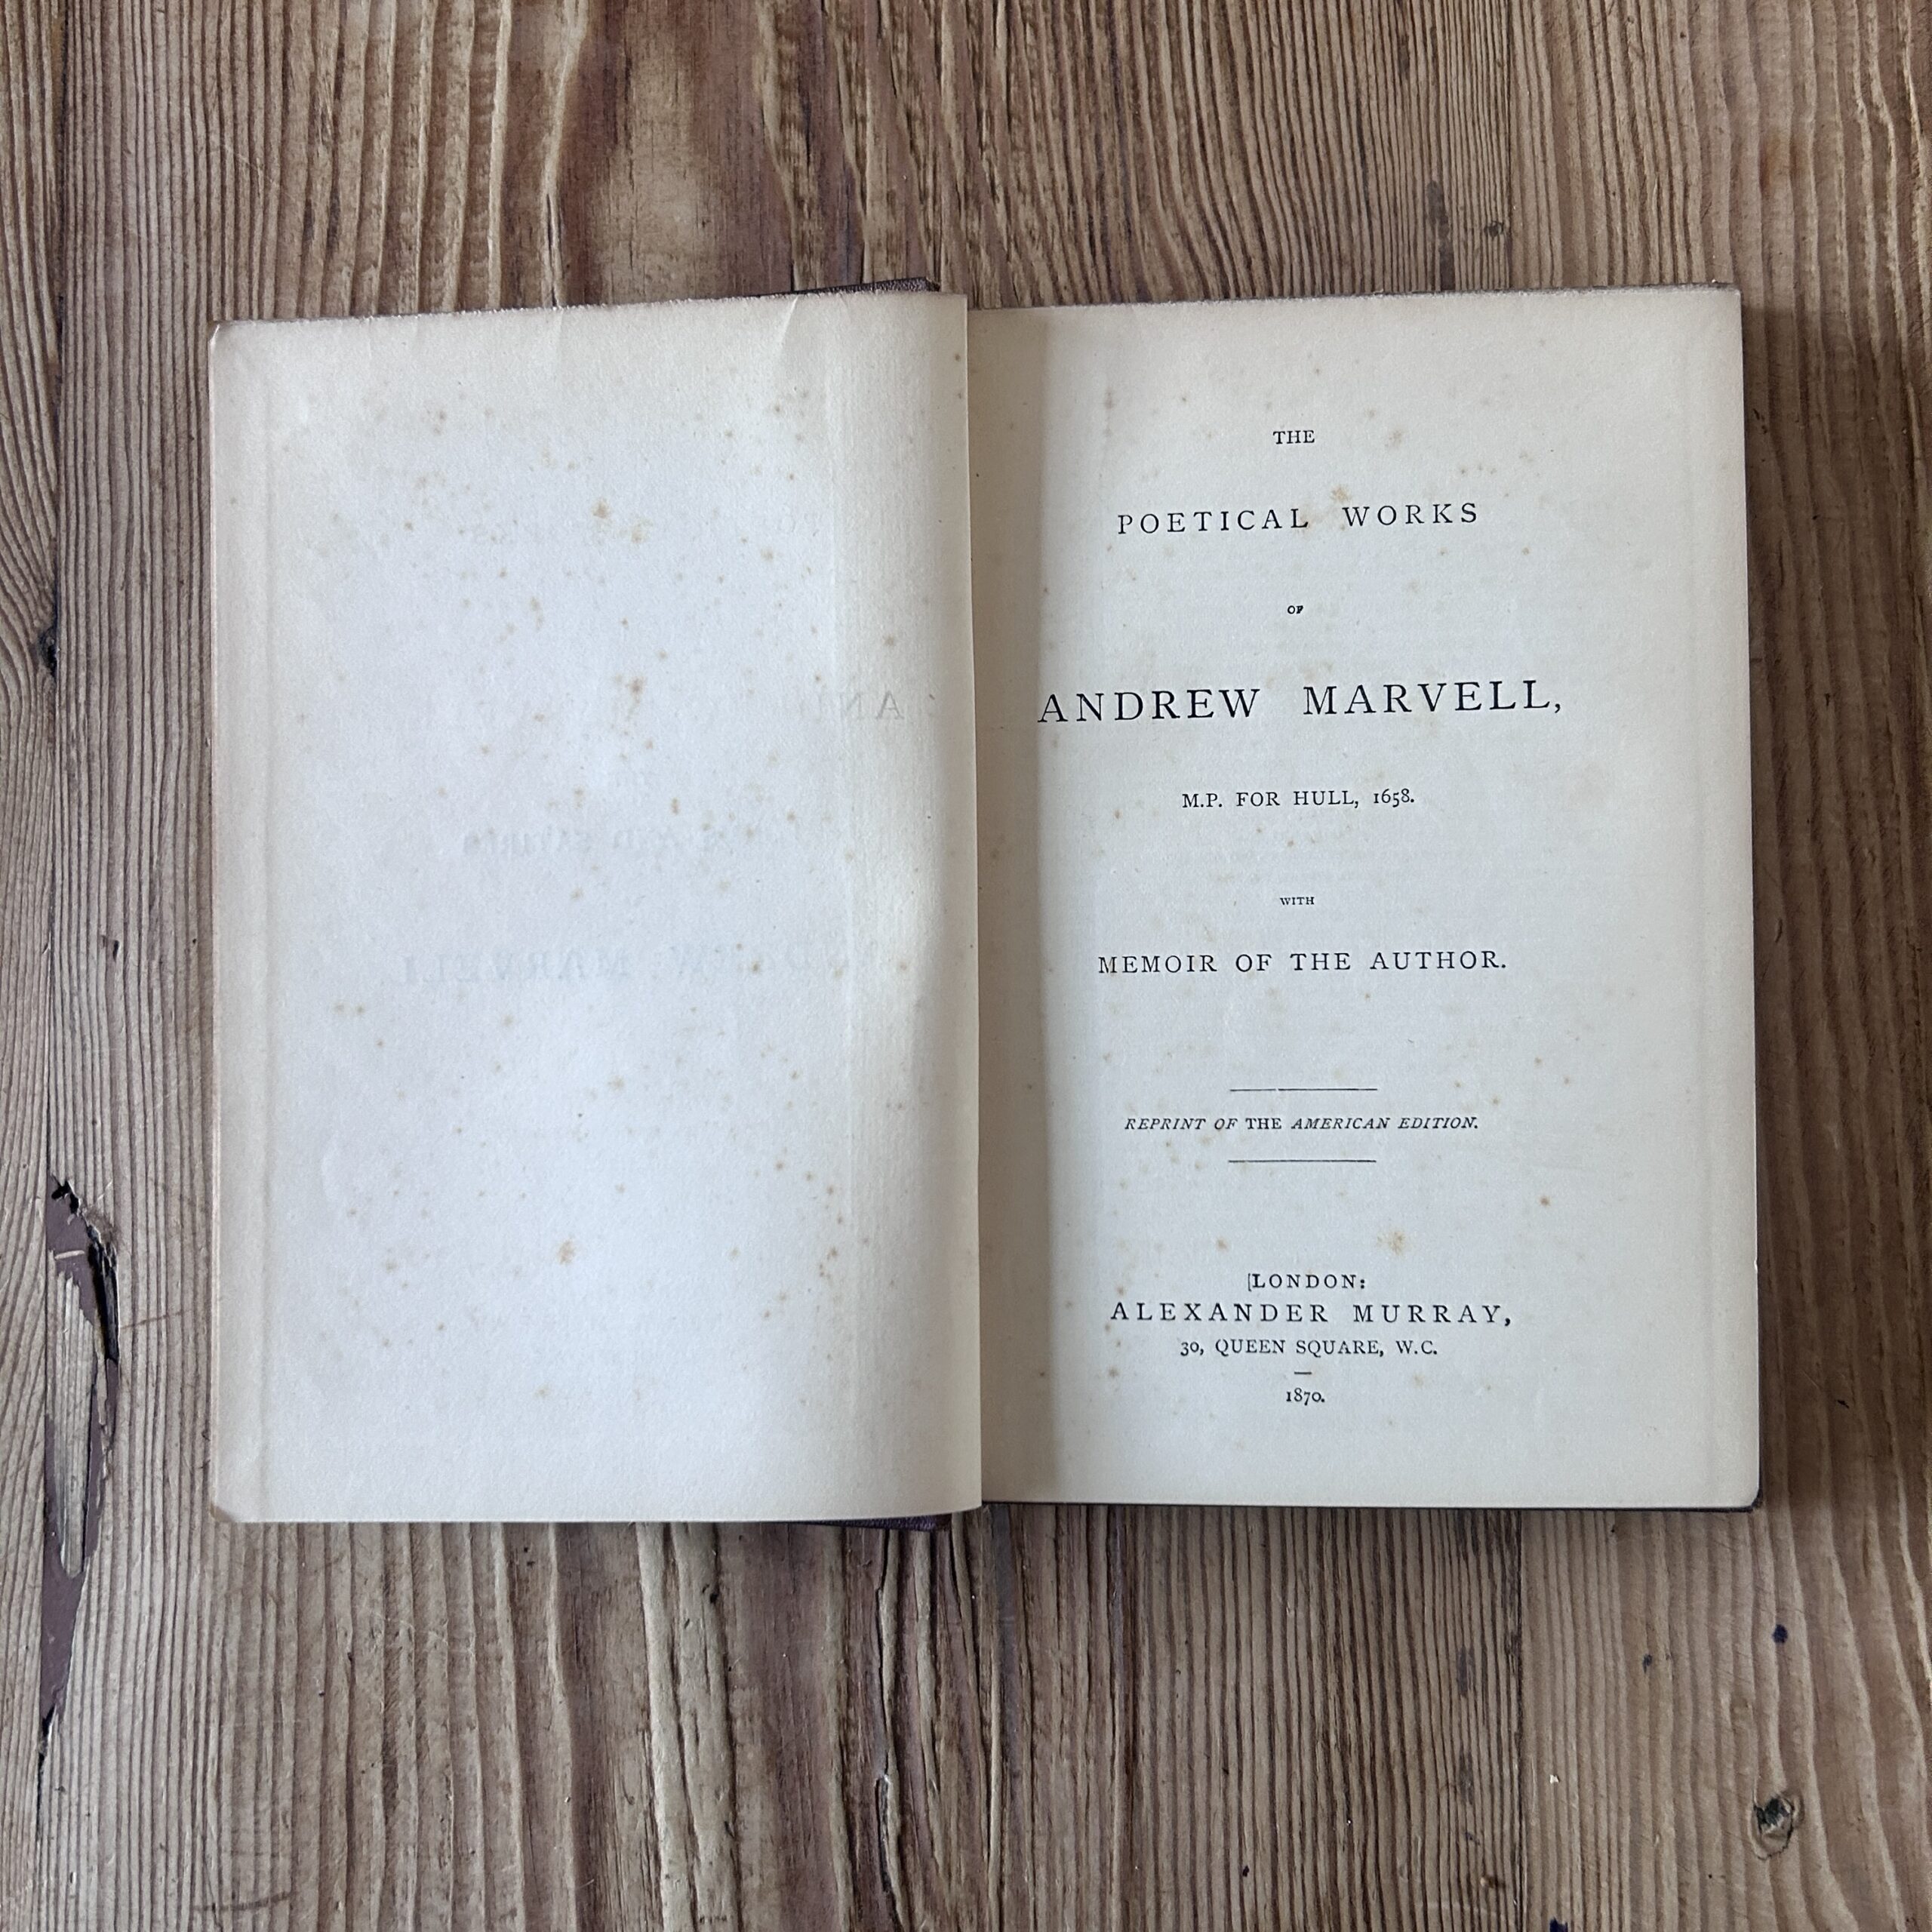 THE
POETICAL WORKS
OF
ANDREW MARVELL,
M.P. FOR HULL, 1658.
WITH
MEMOIR OF THE AUTHOR.
REPRINT OF THE AMERICAN EDITION.
[LONDON:
ALEXANDER MURRAY,
30, QUEEN SQUARE, W.C.
1870.